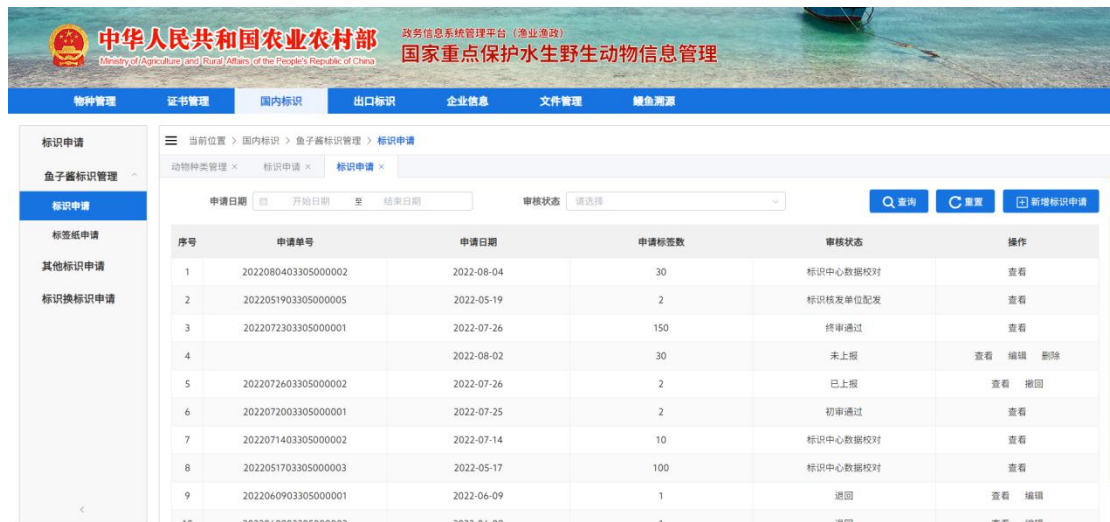 中华人民共和国农业农村部
Ministry of Agriculture and Rural Affairs of the People's Republic of China
政务信息系统管理平台（渔业渔政）
国家重点保护水生野生动物信息管理
物种管理 证书管理 国内标识 出口标识 企业信息 文件管理 鳗鱼溯源
标识申请
鱼子酱标识管理
标识申请
标签纸申请
其他标识申请
标识换标识申请
当前位置 > 国内标识 > 鱼子酱标识管理 > 标识申请
动物种类管理 × 标识申请 × 标识申请 ×
申请日期 开始日期 至 结束日期 审核状态 请选择 查询 重置 新增标识申请
序号 申请单号 申请日期 申请标签数 审核状态 操作
1 2022080403305000002 2022-08-04 30 标识中心数据校对 查看
2 2022051903305000005 2022-05-19 2 标识核发单位配发 查看
3 2022072303305000001 2022-07-26 150 终审通过 查看
4 2022-08-02 30 未上报 查看 编辑 删除
5 2022072603305000002 2022-07-26 2 已上报 查看 撤回
6 2022072003305000001 2022-07-25 2 初审通过 查看
7 2022071403305000002 2022-07-14 10 标识中心数据校对 查看
8 2022051703305000003 2022-05-17 100 标识中心数据校对 查看
9 2022060903305000001 2022-06-09 1 退回 查看 编辑